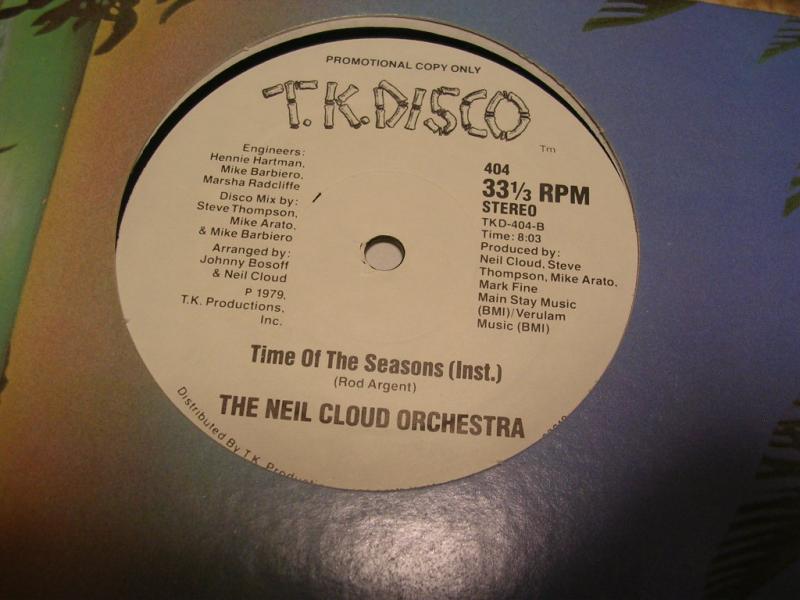 PROMOTIONAL COPY ONLY
T.K.DISCO
Tm
Engineers:
Hennie Hartman,
Mike Barbiero,
Marsha Radcliffe
Disco Mix by:
Steve Thompson,
Mike Arato,
& Mike Barbiero
Arranged by:
Johnny Bosoff
& Neil Cloud
P 1979,
T.K. Productions,
Inc.
404
33⅓ RPM
STEREO
TKD-404-B
Time: 8:03
Produced by:
Neil Cloud, Steve
Thompson, Mike Arato,
Mark Fine
Main Stay Music
(BMI)/Verulam
Music (BMI)
Time Of The Seasons (Inst.)
(Rod Argent)
THE NEIL CLOUD ORCHESTRA
Distributed By T.K.